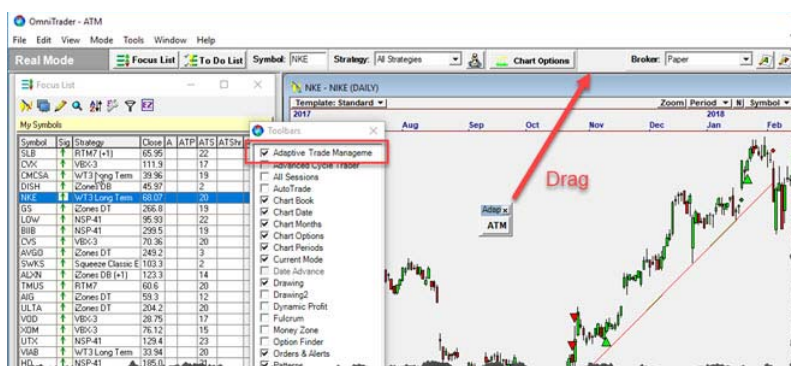 OmniTrader - ATM
File Edit View Mode Tools Window Help
Real Mode Focus List To Do List Symbol: NKE Strategy: All Strategies Chart Options Broker: Paper
Focus List
NKE - NIKE (DAILY)
EZ
Template: Standard Zoom Period N Symbol
My Symbols
2017 2018
Aug Sep Oct Nov Dec Jan Feb
Symbol Sig Strategy Close A ATP ATS ATShr
SLB RTM7 (+1) 65.95 22
CVX VBX-3 111.9 17
CMCSA WT3 Long Term 39.96 19
DISH iZones DB 45.97 2
NKE WT3 Long Term 68.07 20
GS iZones DT 266.8 19
LOW NSP-41 95.93 22
BIIB NSP-41 299.5 19
CVS VBX-3 70.36 20
AVGO iZones DT 249.2 3
SWKS Squeeze Classic E 103.3 2
ALXN iZones DB (+1) 123.3 14
TMUS RTM7 60.6 20
AIG iZones DT 59.3 12
ULTA iZones DT 204.2 20
VOD VBX-3 28.75 17
XOM VBX-3 76.12 15
UTX NSP-41 129.4 23
VIAB WT3 Long Term 33.94 20
HD NSP-41 185.0
Toolbars
Adaptive Trade Manageme
Advanced Cycle Trader
All Sessions
AutoTrade
Chart Book
Chart Date
Chart Months
Chart Options
Chart Periods
Current Mode
Date Advance
Drawing
Drawing2
Dynamic Profit
Fulcrum
Money Zone
Option Finder
Orders & Alerts
Patterns
Drag
Adap x
ATM